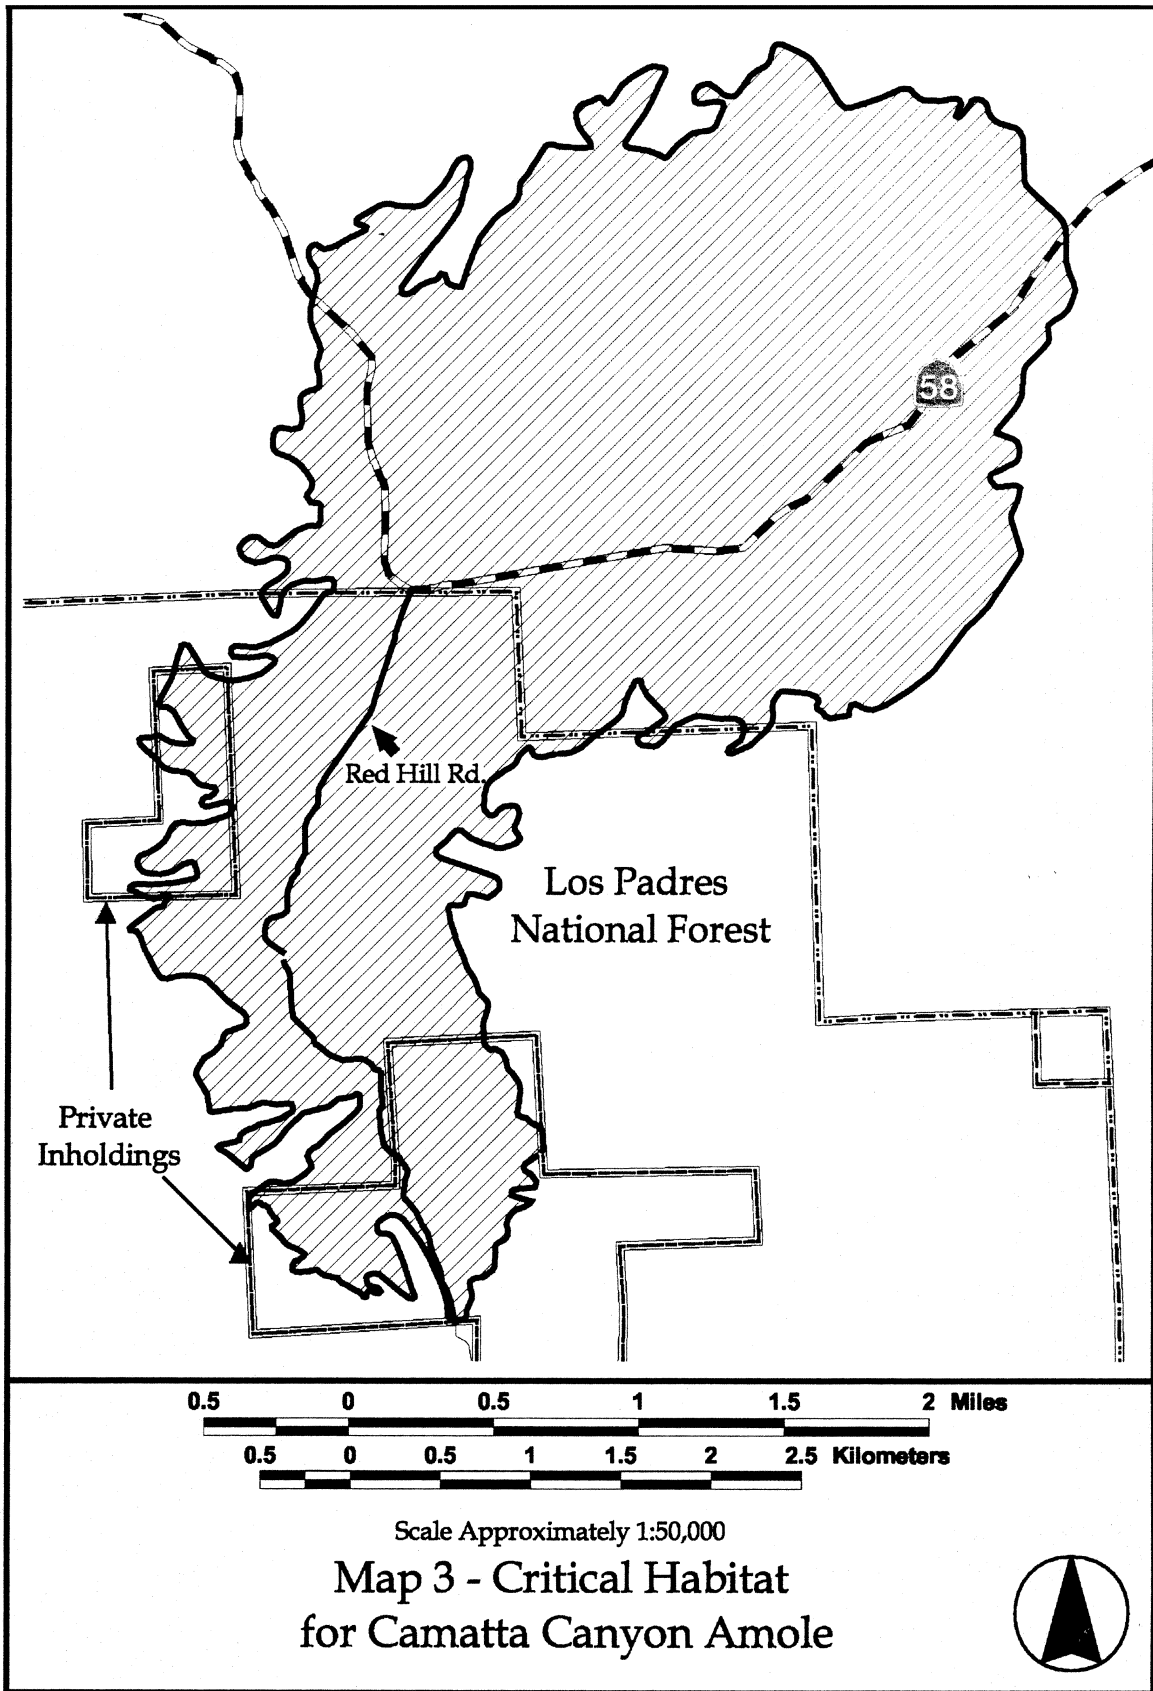 58
Red Hill Rd.
Los Padres
National Forest
Private
Inholdings
0.5 0 0.5 1 1.5 2 Miles
0.5 0 0.5 1 1.5 2 2.5 Kilometers
Scale Approximately 1:50,000
Map 3 - Critical Habitat
for Camatta Canyon Amole